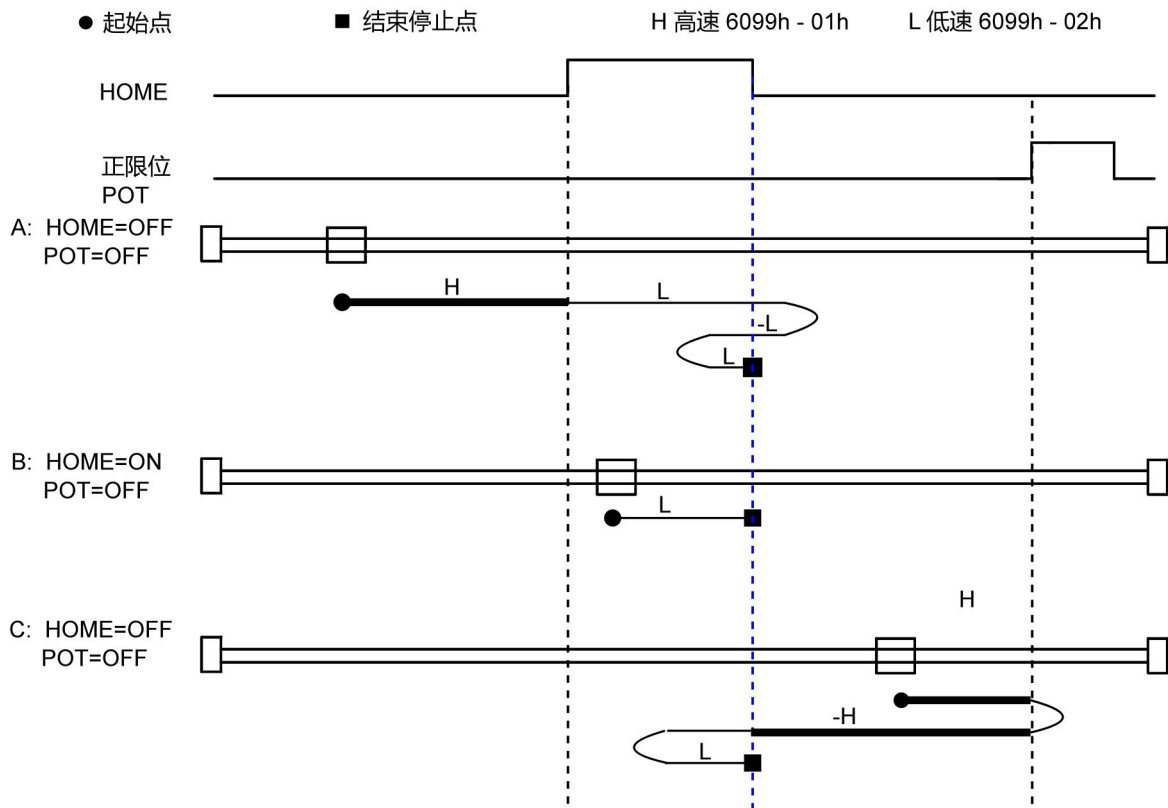 ● 起始点 ■ 结束停止点 H 高速 6099h - 01h L 低速 6099h - 02h
HOME
正限位
POT
A: HOME=OFF
POT=OFF
H L
-L
L
B: HOME=ON
POT=OFF
L
H
C: HOME=OFF
POT=OFF
-H
L